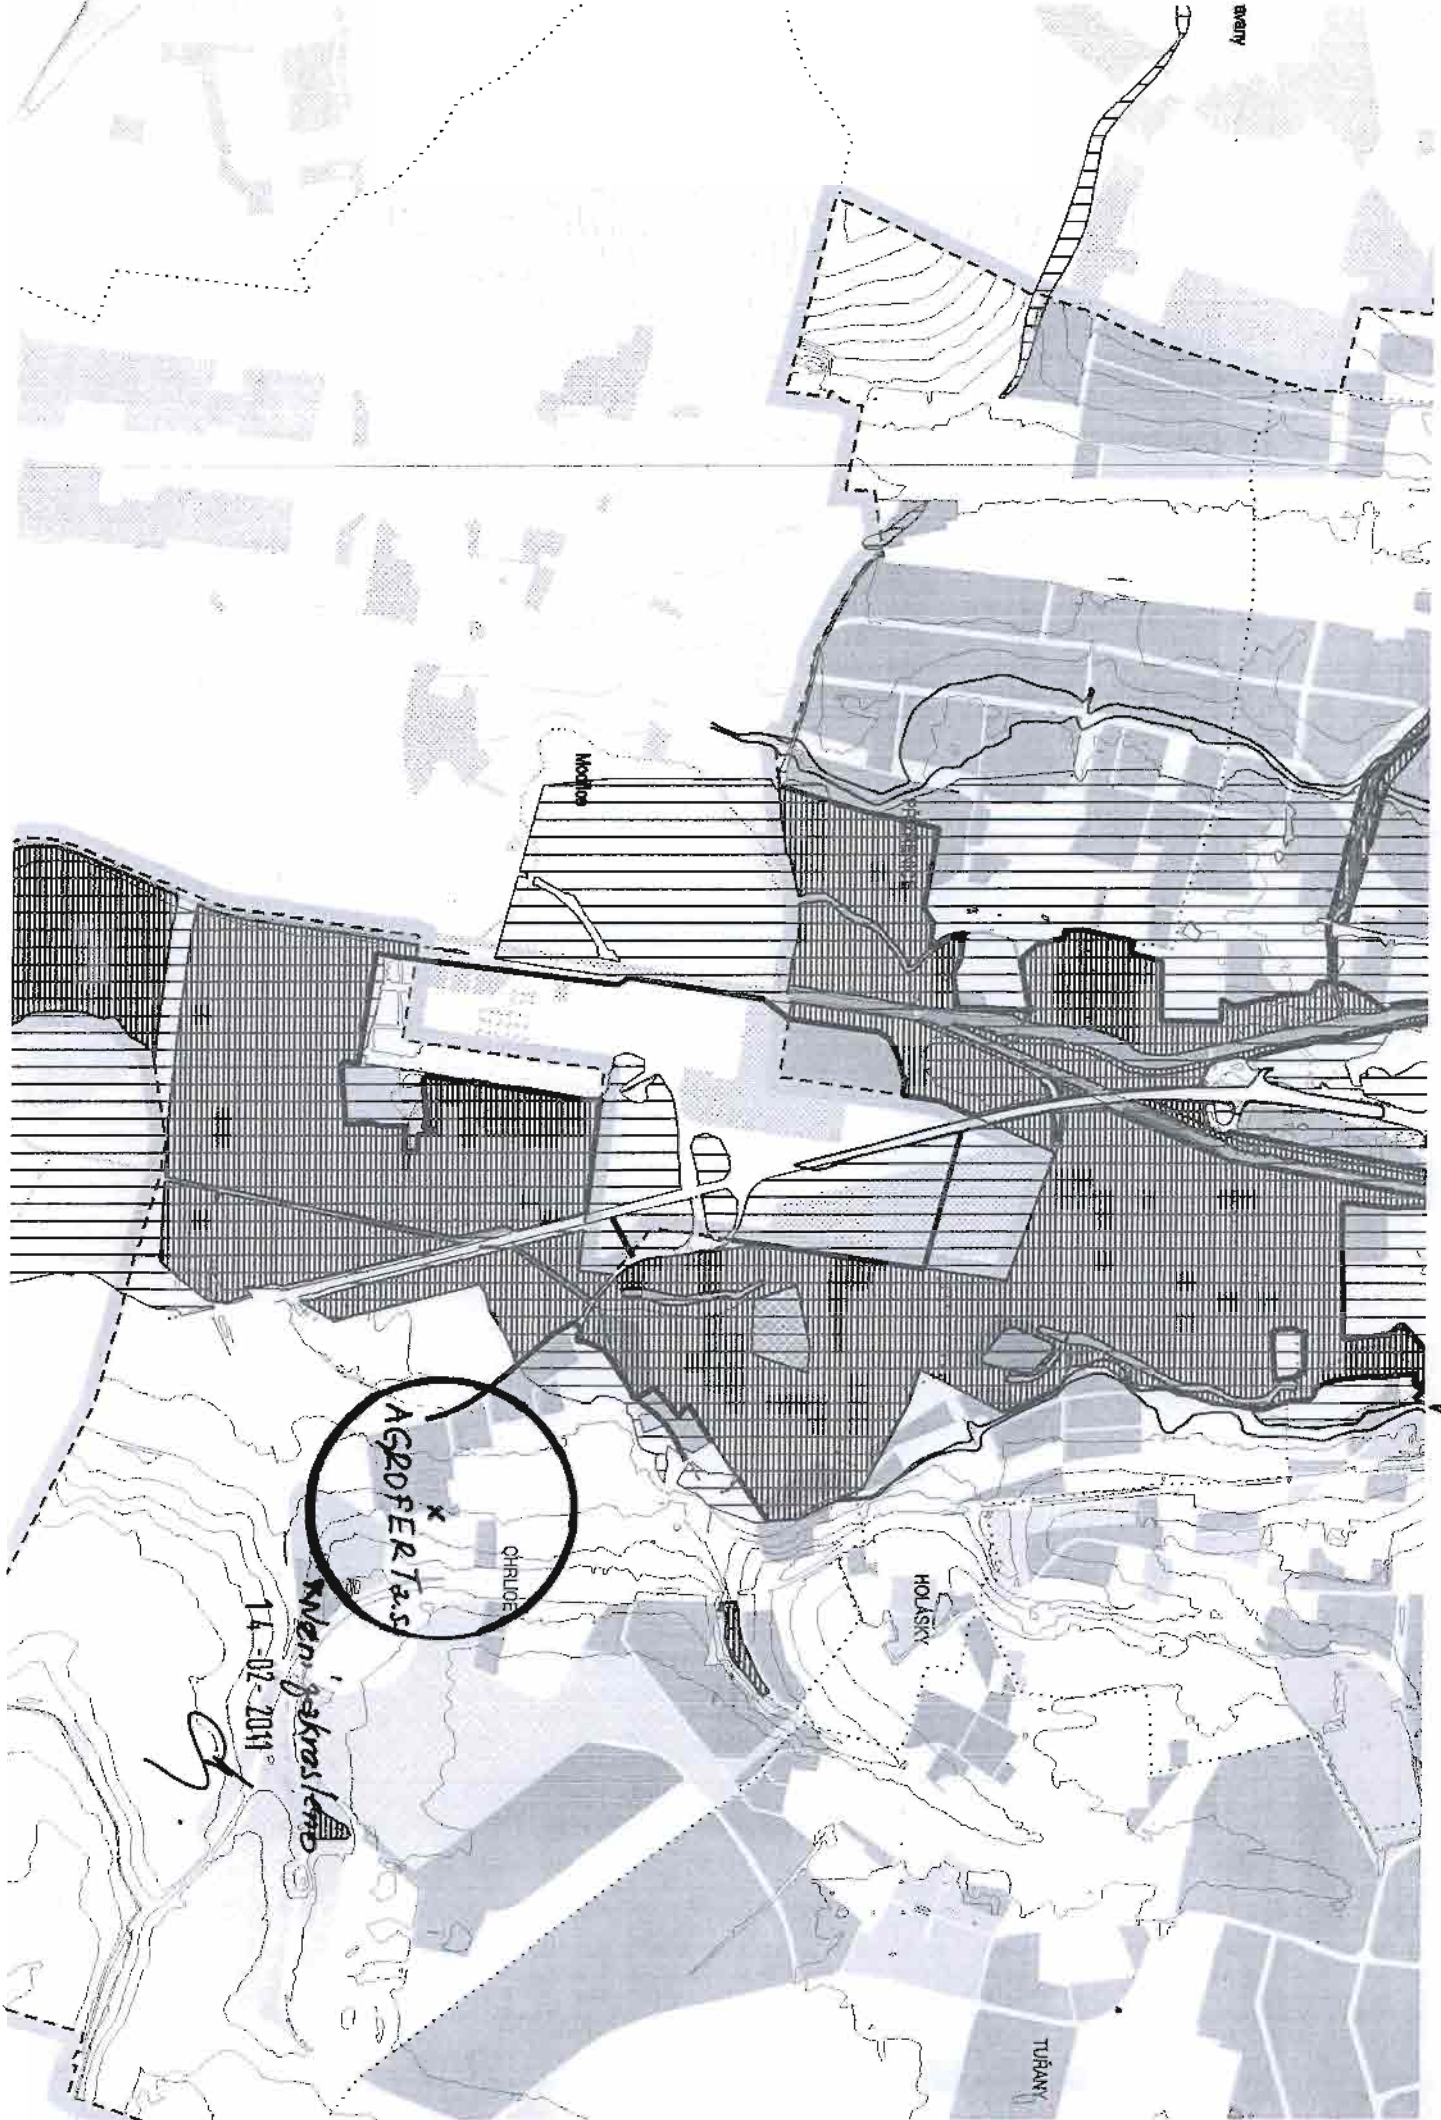 Modřice
CHRLICE
HOLÁSKY
TUŘANY
x
AGROFERT a.s.
14 -02- 2011